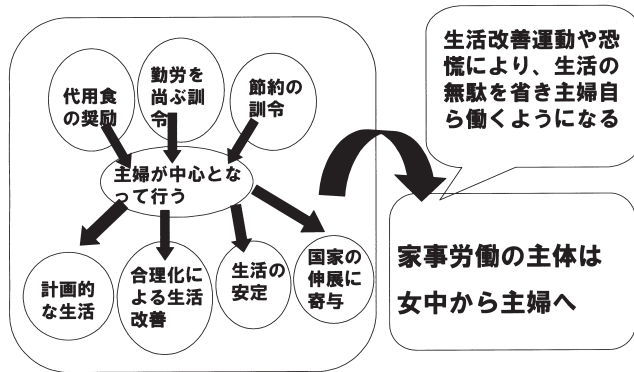 代用食
の奨励
勤労を
尚ぶ訓
令
節約の
訓令
主婦が中心とな
って行う
計画的
な生活
合理化に
よる生活
改善
生活の
安定
国家の
伸展に
寄与
生活改善運動や恐
慌により、生活の
無駄を省き主婦自
ら働くようになる
家事労働の主体は
女中から主婦へ